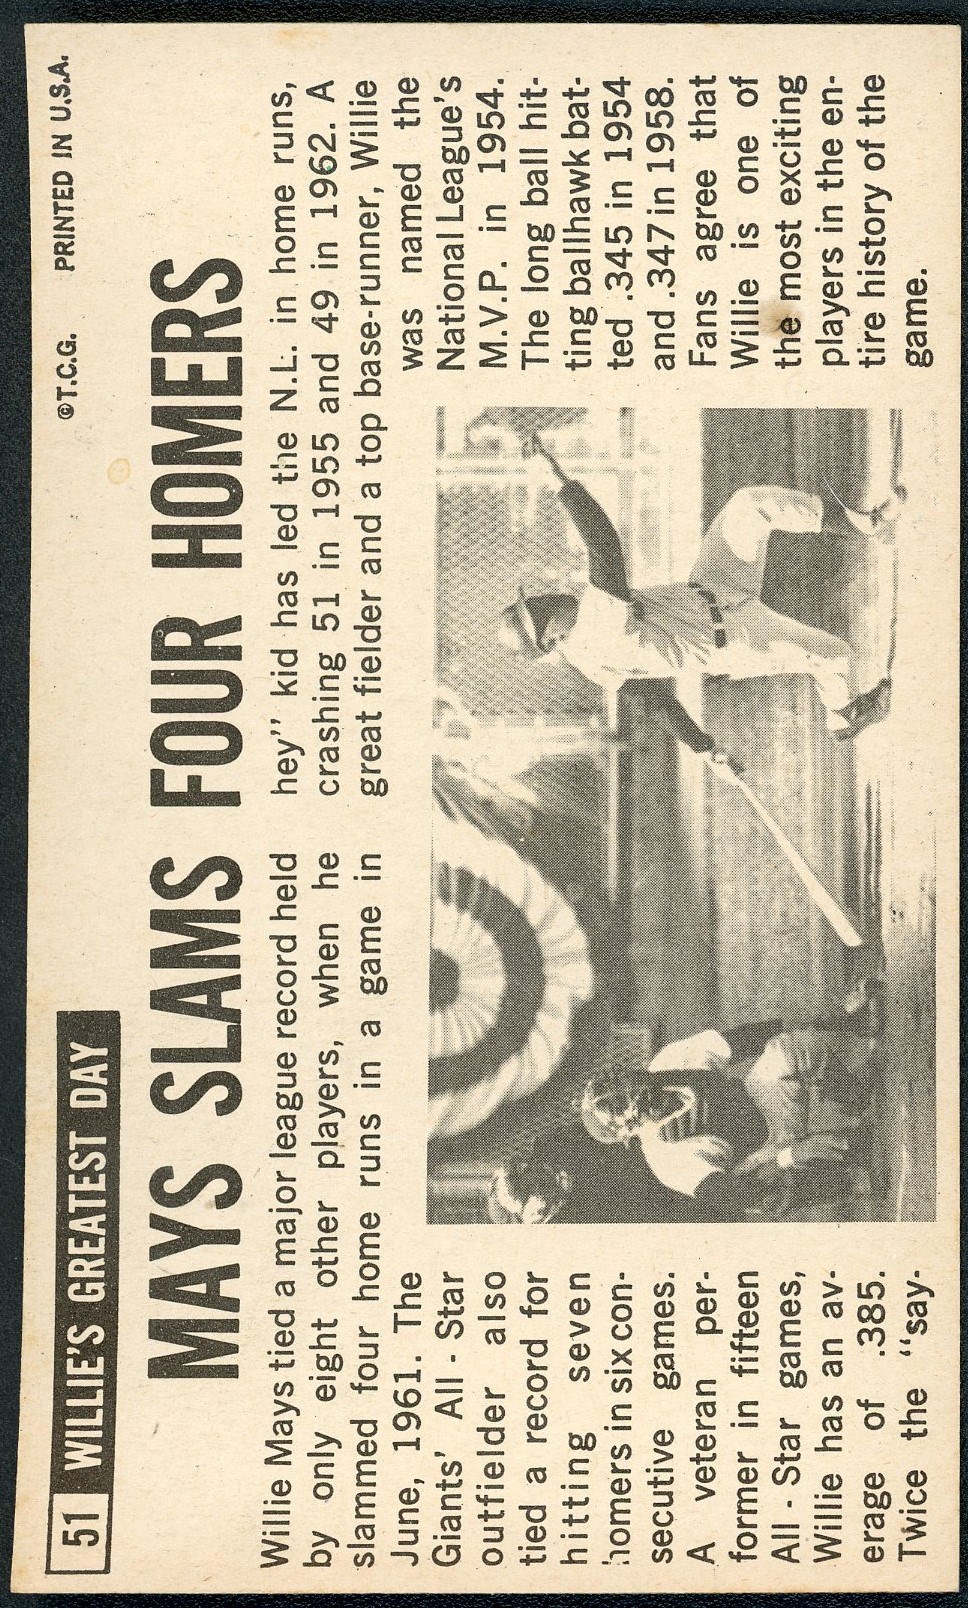 51 WILLIE'S GREATEST DAY
©T.C.G. PRINTED IN U.S.A.
MAYS SLAMS FOUR HOMERS
Willie Mays tied a major league record held
by only eight other players, when he
slammed four home runs in a game in
June, 1961. The
Giants' All - Star
outfielder also
tied a record for
hitting seven
homers in six con-
secutive games.
A veteran per-
former in fifteen
All - Star games,
Willie has an av-
erage of .385.
Twice the "say-
hey" kid has led the N.L. in home runs,
crashing 51 in 1955 and 49 in 1962. A
great fielder and a top base-runner, Willie
was named the
National League's
M.V.P. in 1954.
The long ball hit-
ting ballhawk bat-
ted .345 in 1954
and .347 in 1958.
Fans agree that
Willie is one of
the most exciting
players in the en-
tire history of the
game.